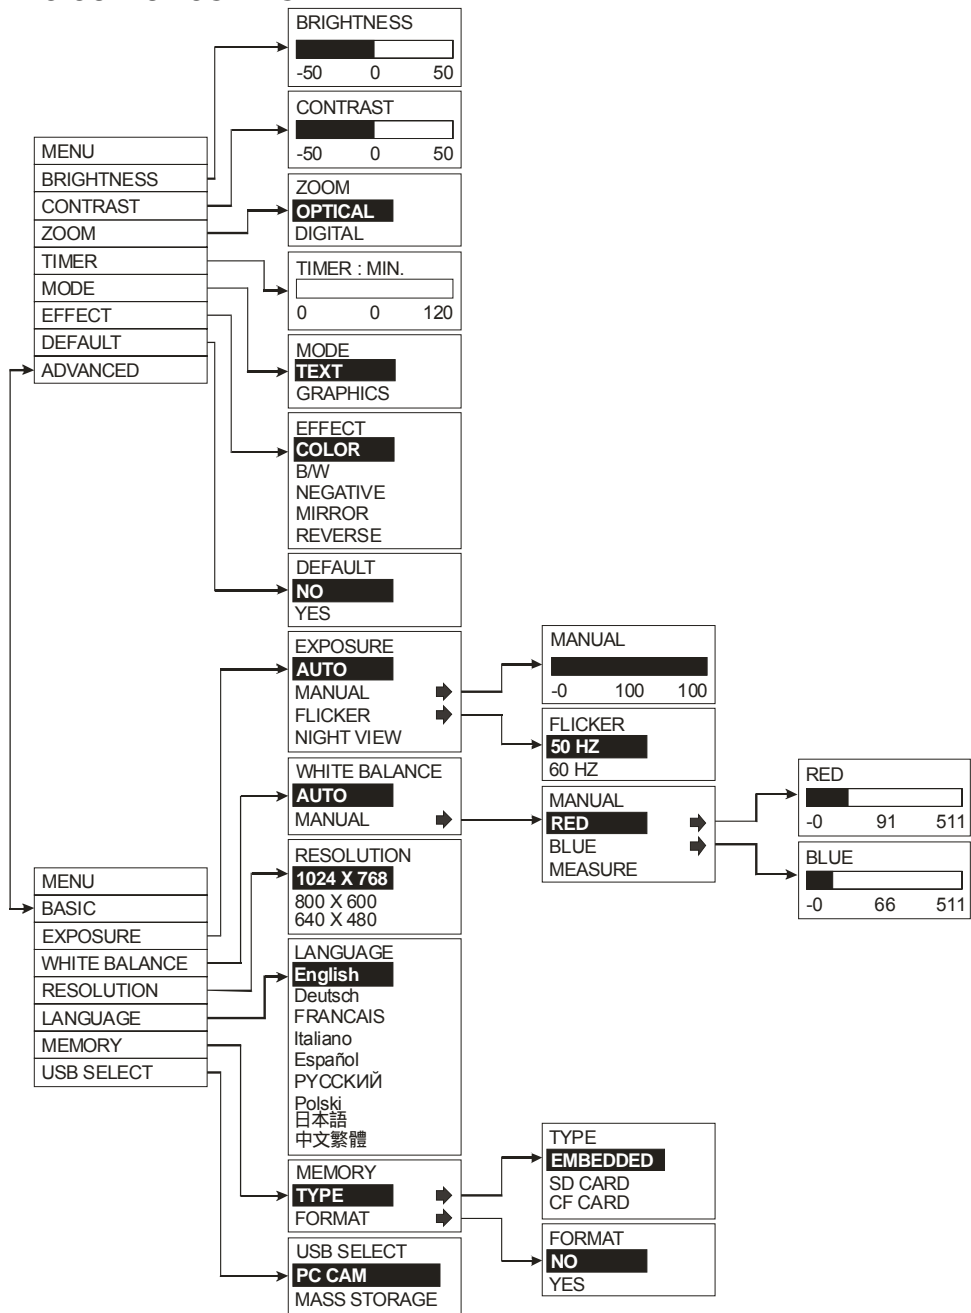 BRIGHTNESS
-50 0 50
CONTRAST
-50 0 50
MENU
BRIGHTNESS
CONTRAST
ZOOM
TIMER
MODE
EFFECT
DEFAULT
ADVANCED
ZOOM
OPTICAL
DIGITAL
TIMER : MIN.
0 0 120
MODE
TEXT
GRAPHICS
EFFECT
COLOR
B/W
NEGATIVE
MIRROR
REVERSE
DEFAULT
NO
YES
MENU
BASIC
EXPOSURE
WHITE BALANCE
RESOLUTION
LANGUAGE
MEMORY
USB SELECT
EXPOSURE
AUTO
MANUAL
FLICKER
NIGHT VIEW
MANUAL
-0 100 100
FLICKER
50 HZ
60 HZ
WHITE BALANCE
AUTO
MANUAL
MANUAL
RED
BLUE
MEASURE
RED
-0 91 511
BLUE
-0 66 511
RESOLUTION
1024 X 768
800 X 600
640 X 480
LANGUAGE
English
Deutsch
FRANCAIS
Italiano
Español
РУССКИЙ
Polski
日本語
中文繁體
MEMORY
TYPE
FORMAT
TYPE
EMBEDDED
SD CARD
CF CARD
FORMAT
NO
YES
USB SELECT
PC CAM
MASS STORAGE